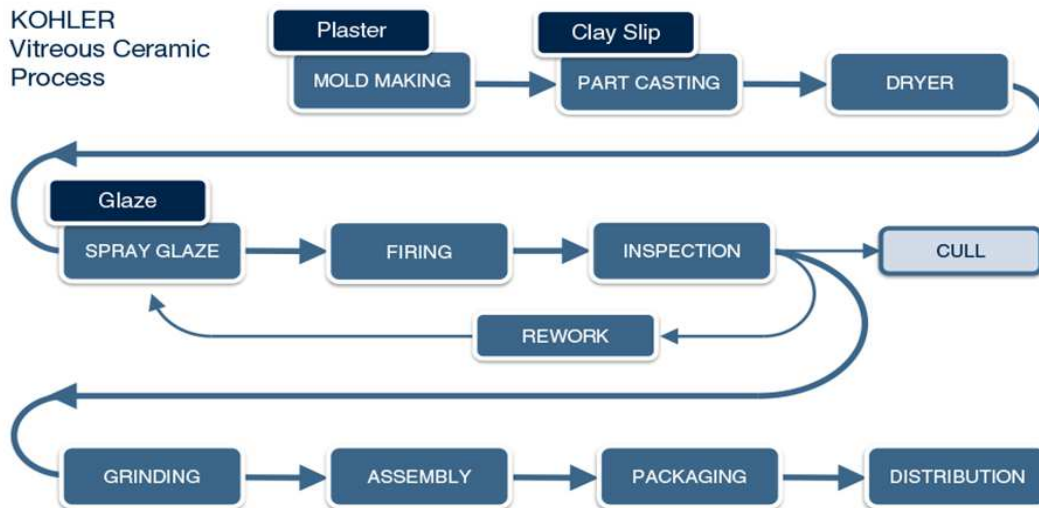 KOHLER
Vitreous Ceramic
Process
Plaster
MOLD MAKING
Clay Slip
PART CASTING
DRYER
Glaze
SPRAY GLAZE
FIRING
INSPECTION
CULL
REWORK
GRINDING
ASSEMBLY
PACKAGING
DISTRIBUTION